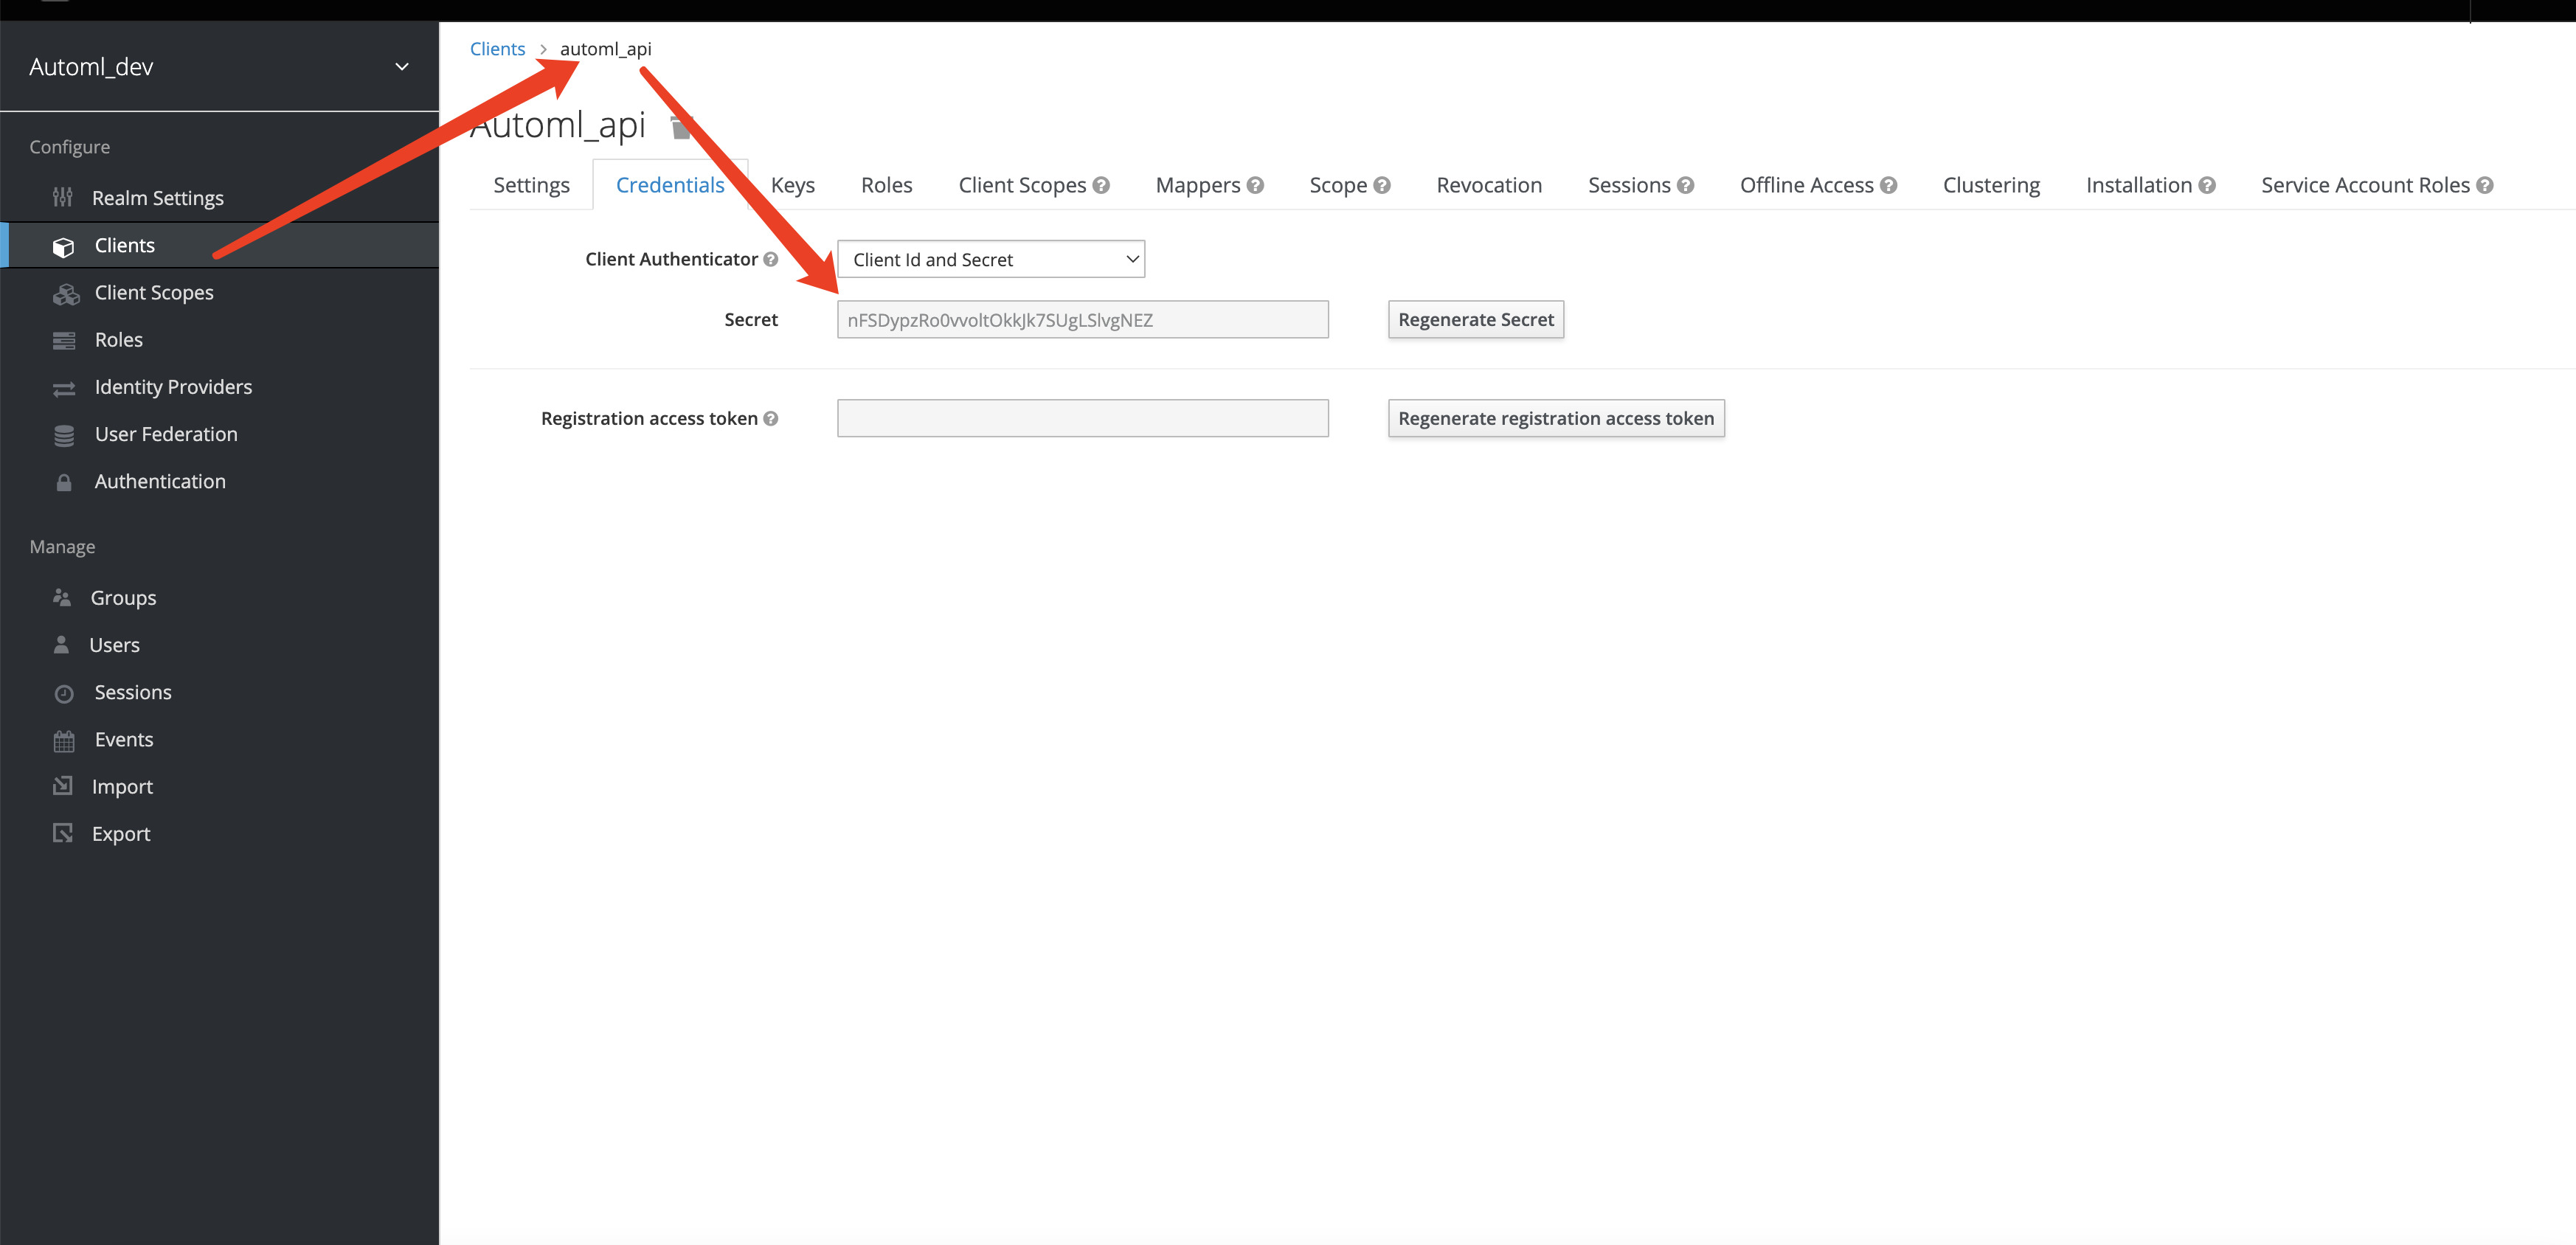 Automl_dev
Configure
Realm Settings
Clients
Client Scopes
Roles
Identity Providers
User Federation
Authentication
Manage
Groups
Users
Sessions
Events
Import
Export
Clients > automl_api
Automl_api
Settings Credentials Keys Roles Client Scopes Mappers Scope Revocation Sessions Offline Access Clustering Installation Service Account Roles
Client Authenticator Client Id and Secret
Secret nFSDypzRo0vvoltOkkJk7SUgLSlvgNEZ Regenerate Secret
Registration access token Regenerate registration access token